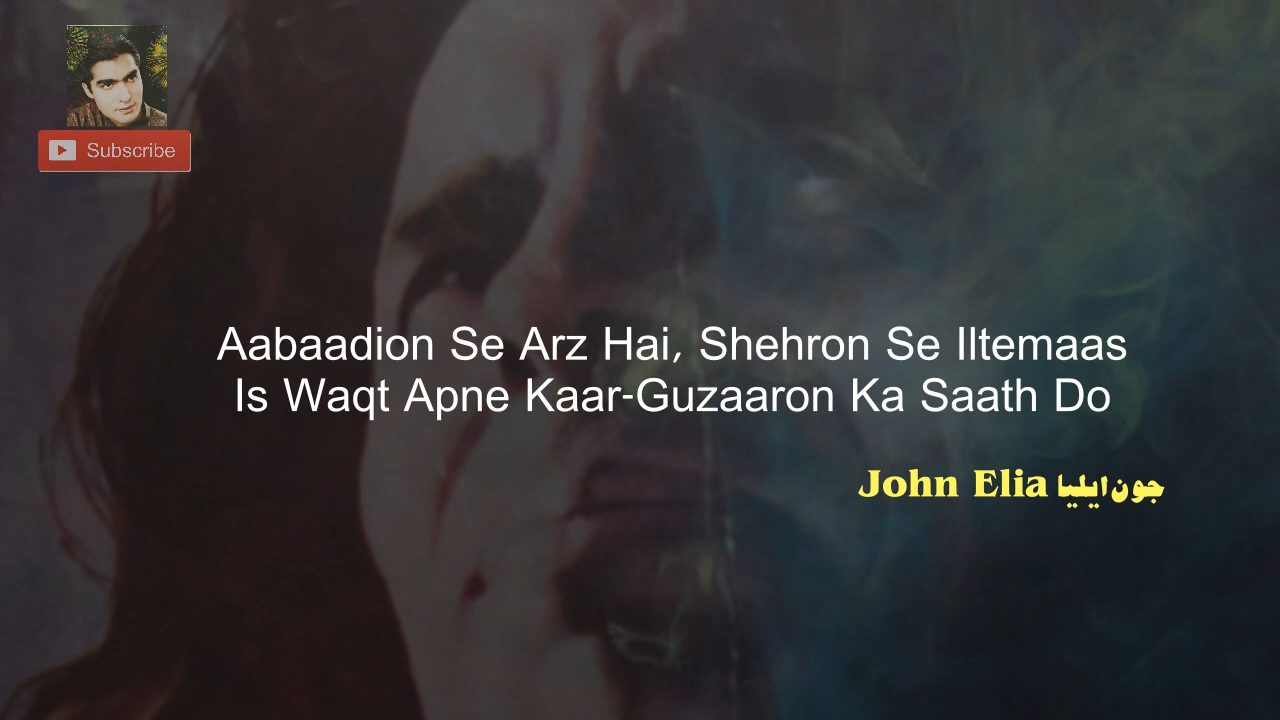 Subscribe
Aabaadion Se Arz Hai, Shehron Se Iltemaas
Is Waqt Apne Kaar-Guzaaron Ka Saath Do
John Elia جون ایلیا